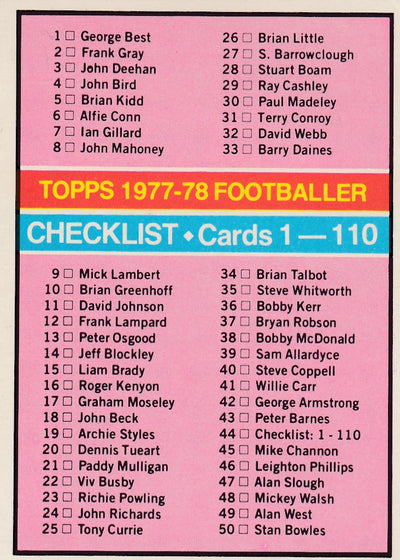 1 □ George Best
2 □ Frank Gray
3 □ John Deehan
4 □ John Bird
5 □ Brian Kidd
6 □ Alfie Conn
7 □ Ian Gillard
8 □ John Mahoney
26 □ Brian Little
27 □ S. Barrowclough
28 □ Stuart Boam
29 □ Ray Cashley
30 □ Paul Madeley
31 □ Terry Conroy
32 □ David Webb
33 □ Barry Daines
TOPPS 1977-78 FOOTBALLER
CHECKLIST ◆ Cards 1 — 110
9 □ Mick Lambert
10 □ Brian Greenhoff
11 □ David Johnson
12 □ Frank Lampard
13 □ Peter Osgood
14 □ Jeff Blockley
15 □ Liam Brady
16 □ Roger Kenyon
17 □ Graham Moseley
18 □ John Beck
19 □ Archie Styles
20 □ Dennis Tueart
21 □ Paddy Mulligan
22 □ Viv Busby
23 □ Richie Powling
24 □ John Richards
25 □ Tony Currie
34 □ Brian Talbot
35 □ Steve Whitworth
36 □ Bobby Kerr
37 □ Bryan Robson
38 □ Bobby McDonald
39 □ Sam Allardyce
40 □ Steve Coppell
41 □ Willie Carr
42 □ George Armstrong
43 □ Peter Barnes
44 □ Checklist: 1 - 110
45 □ Mike Channon
46 □ Leighton Phillips
47 □ Alan Slough
48 □ Mickey Walsh
49 □ Alan West
50 □ Stan Bowles